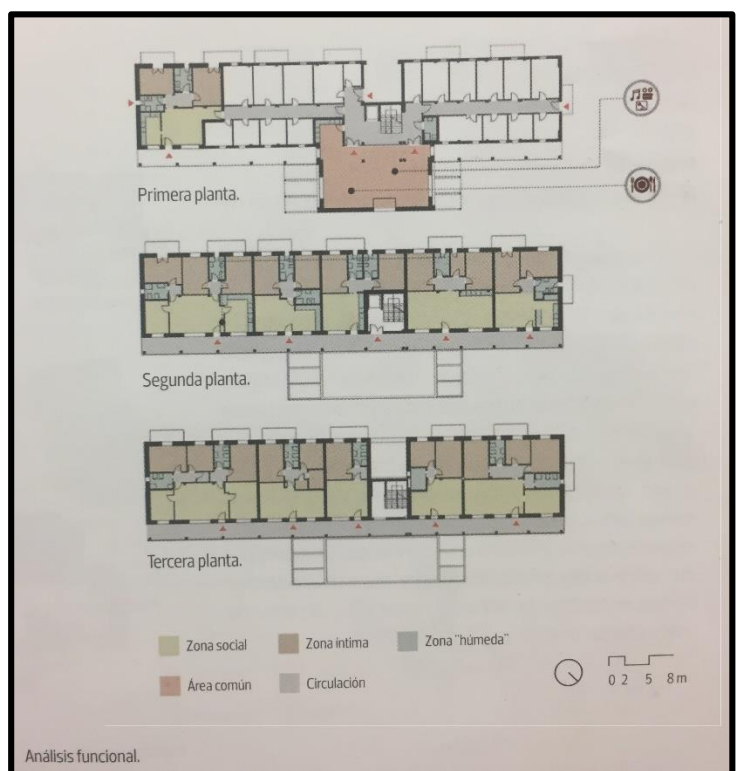 Primera planta.
Segunda planta.
Tercera planta.
Zona social
Zona íntima
Zona "húmeda"
Área común
Circulación
0 2 5 8 m
Análisis funcional.